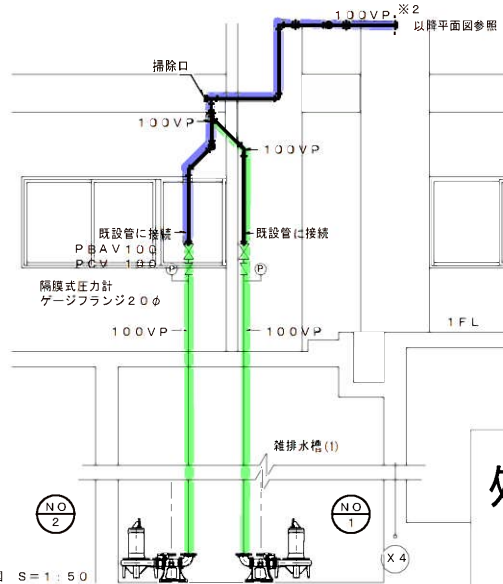 100VP
※2
以降平面図参照
掃除口
100VP
100VP
既設管に接続
既設管に接続
PBAV100
PCV 100
P
P
隔膜式圧力計
ゲージフランジ20φ
100VP
100VP
1FL
雑排水槽(1)
NO
2
NO
1
X4
S=1:50